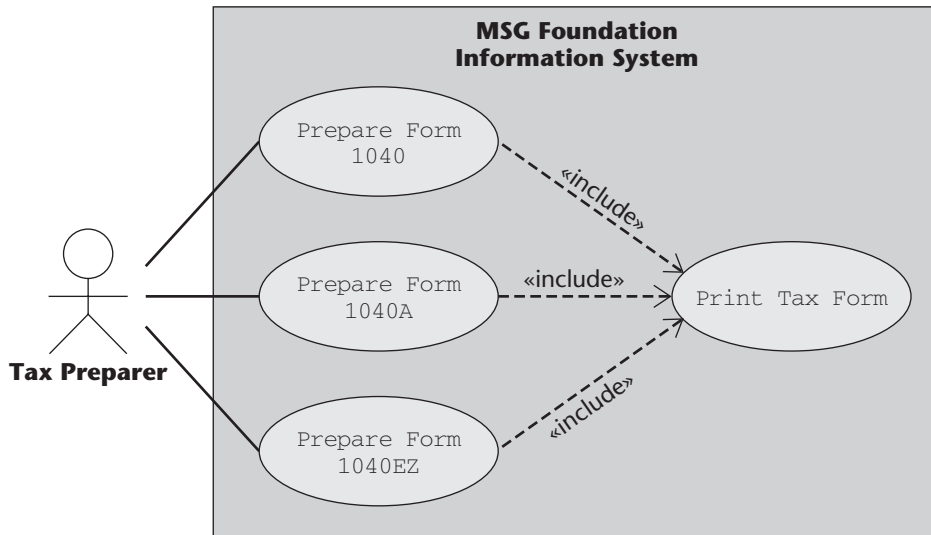 MSG Foundation
Information System
Prepare Form
1040
«include»
Prepare Form
1040A
«include»
Print Tax Form
Tax Preparer
Prepare Form
1040EZ
«include»